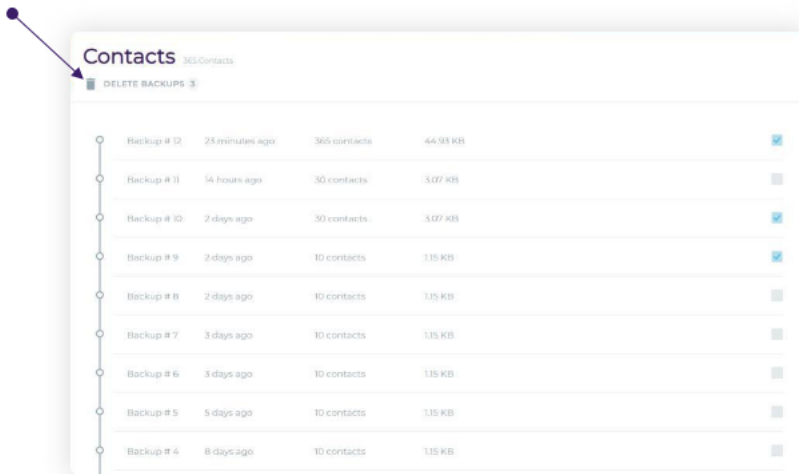 Contacts 365 Contacts
DELETE BACKUPS 3
Backup # 12 23 minutes ago 365 contacts 44.93 KB
Backup # 11 14 hours ago 30 contacts 3.07 KB
Backup # 10 2 days ago 30 contacts 3.07 KB
Backup # 9 2 days ago 10 contacts 1.15 KB
Backup # 8 2 days ago 10 contacts 1.15 KB
Backup # 7 3 days ago 10 contacts 1.15 KB
Backup # 6 3 days ago 10 contacts 1.15 KB
Backup # 5 5 days ago 10 contacts 1.15 KB
Backup # 4 8 days ago 10 contacts 1.15 KB